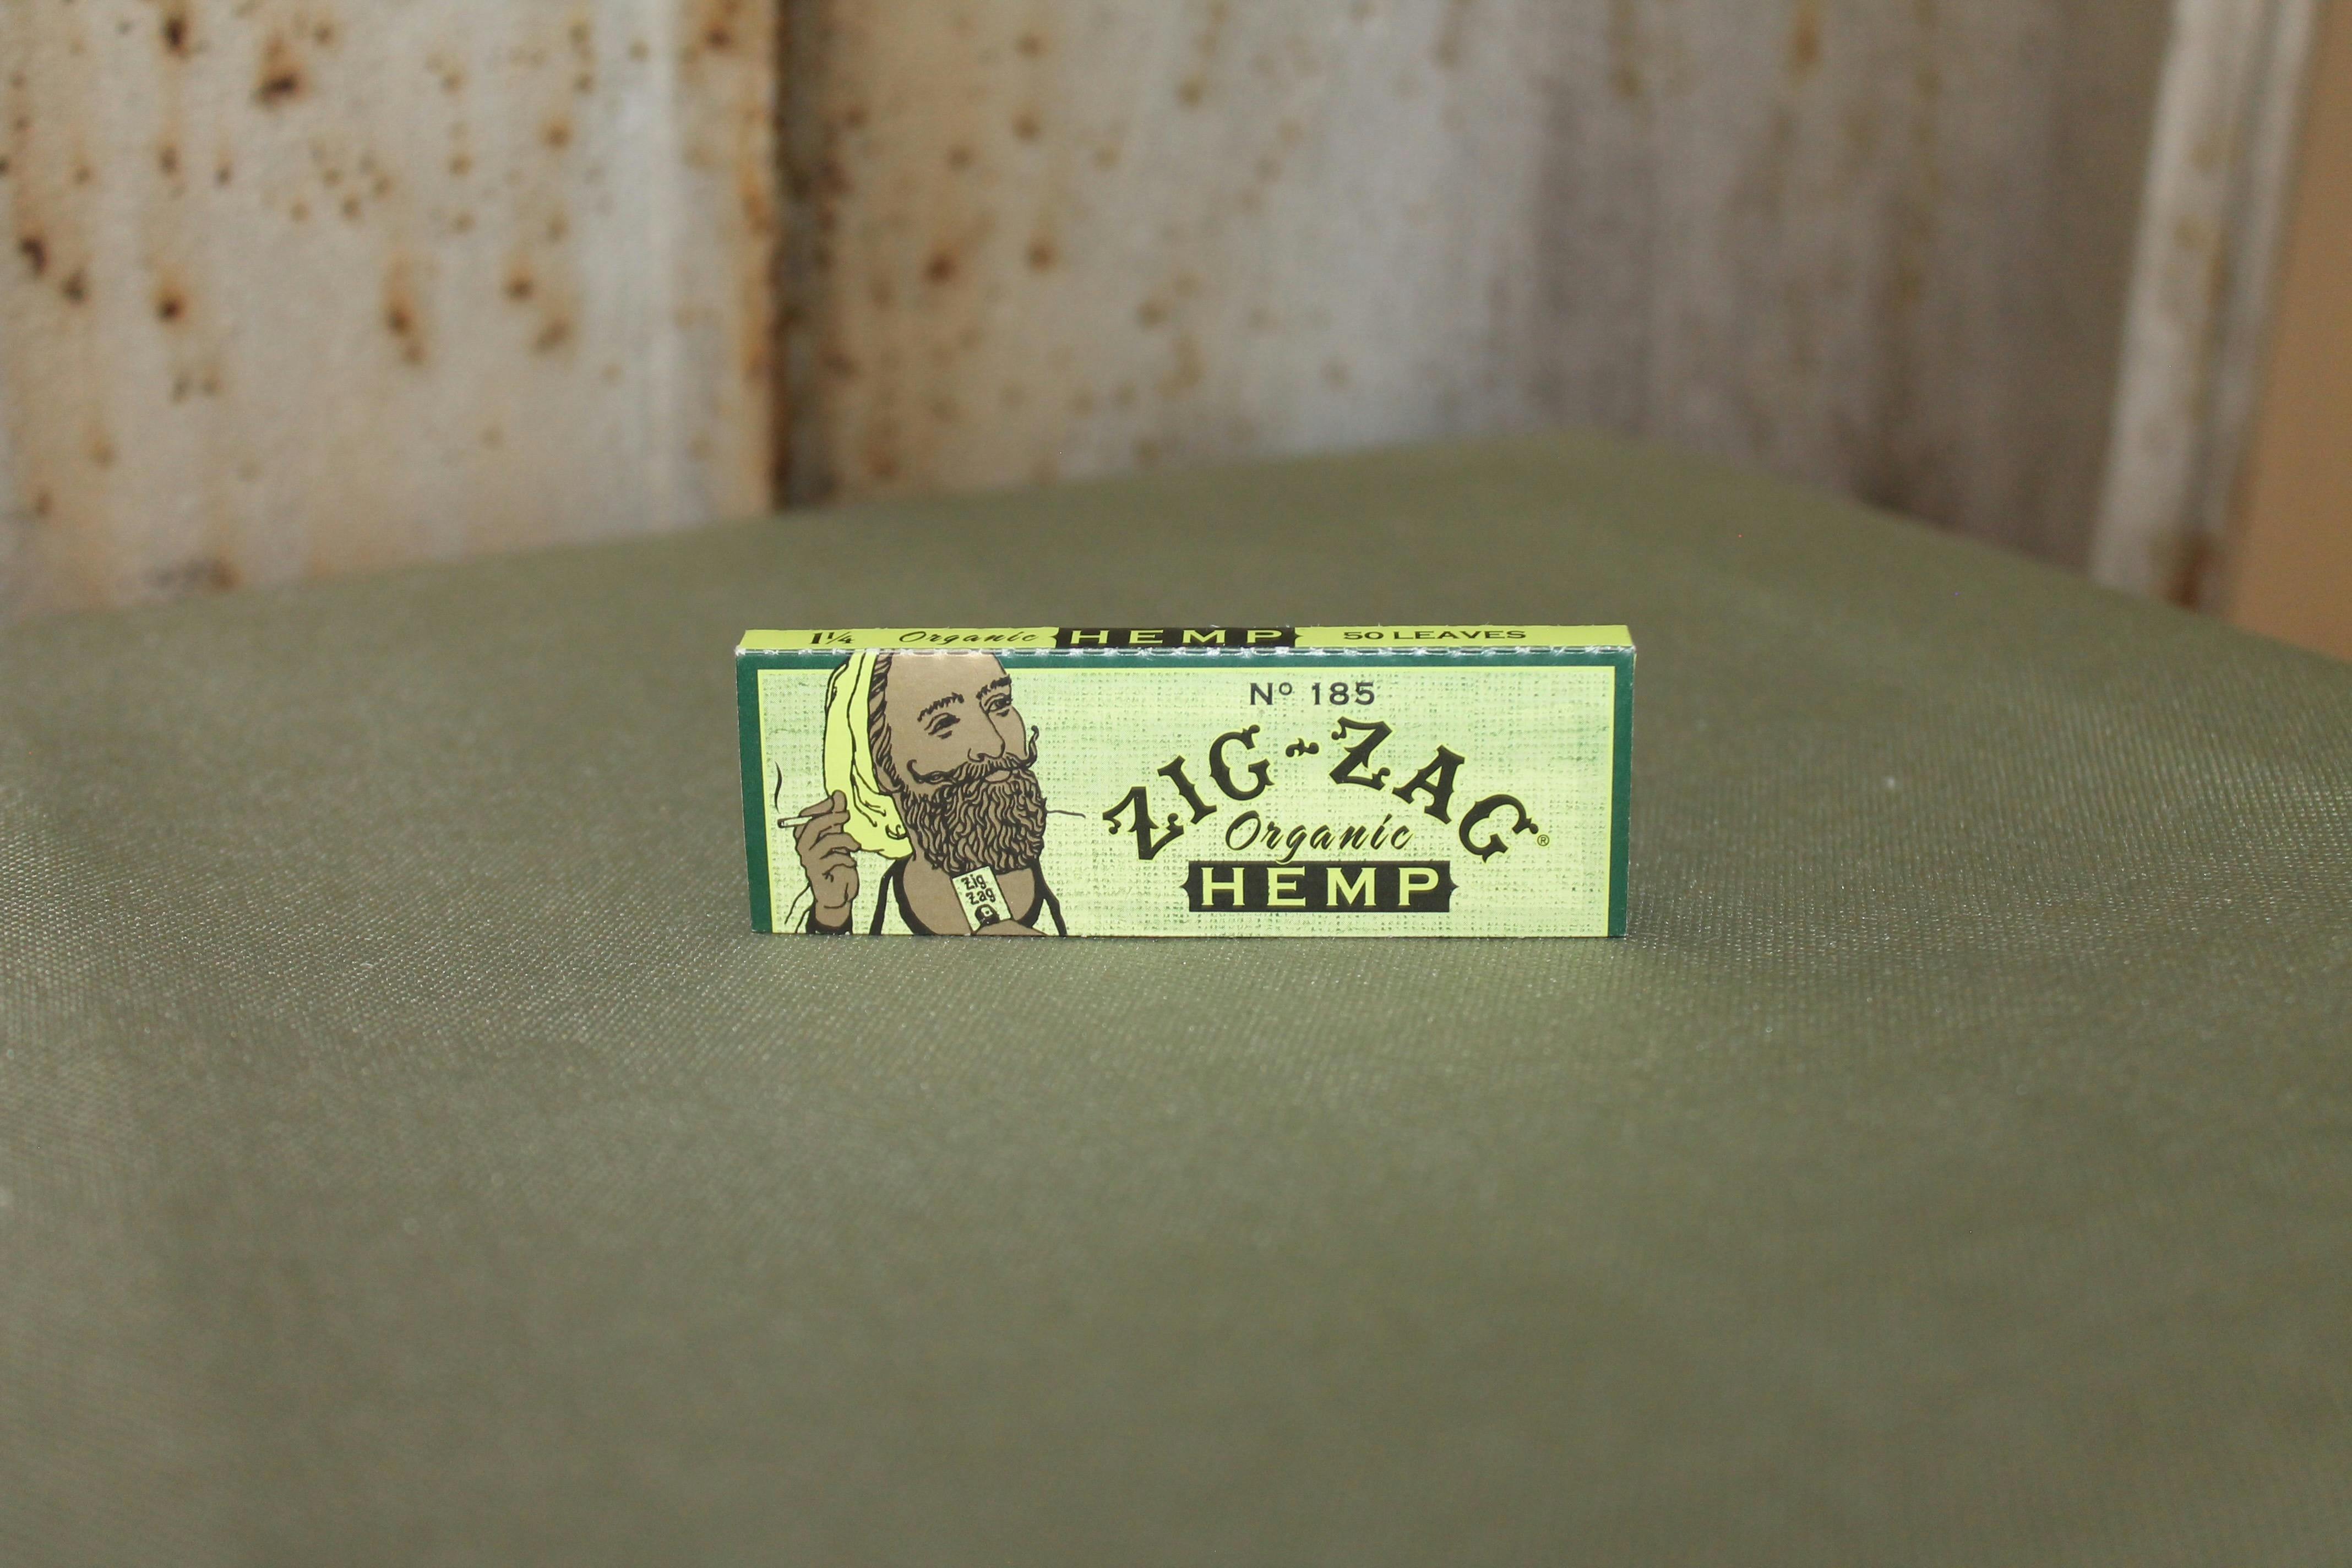 1¼ Organic HEMP 50 LEAVES
Nº 185
ZIG-ZAG®
Organic
HEMP
Zig
Zag